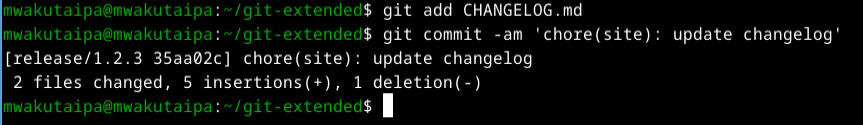 mwakutaipa@mwakutaipa:~/git-extended$ git add CHANGELOG.md
mwakutaipa@mwakutaipa:~/git-extended$ git commit -am 'chore(site): update changelog'
[release/1.2.3 35aa02c] chore(site): update changelog
 2 files changed, 5 insertions(+), 1 deletion(-)
mwakutaipa@mwakutaipa:~/git-extended$